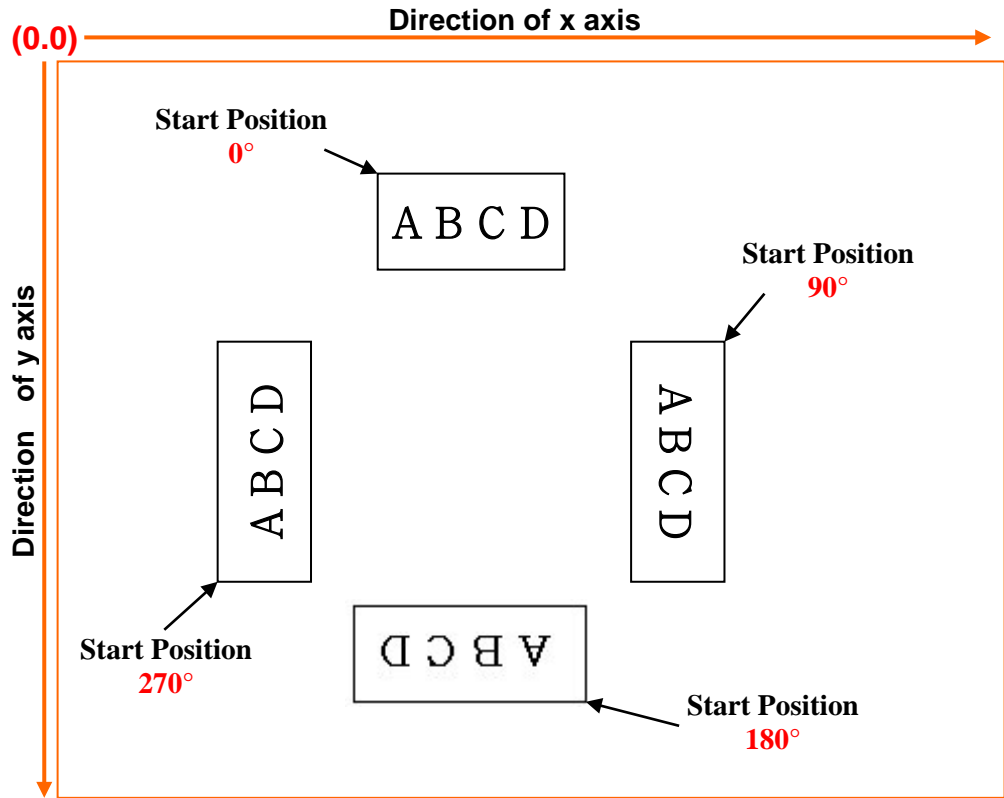 Direction of x axis
(0.0)
Start Position
0°
A B C D
Start Position
90°
Direction of y axis
A B C D
A B C D
Start Position
270°
A B C D
Start Position
180°